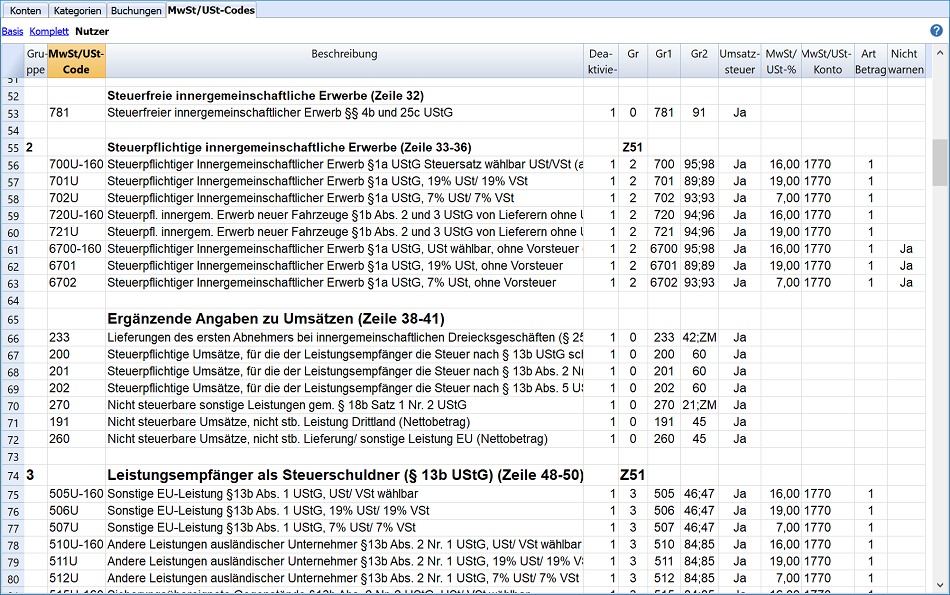 Konten Kategorien Buchungen MwSt/USt-Codes
Basis Komplett Nutzer ?
Gru- MwSt/USt- Beschreibung Dea- Gr Gr1 Gr2 Umsatz- MwSt/ MwSt/USt- Art Nicht
ppe Code ktivie- steuer USt-% Konto Betrag warnen
51
52 Steuerfreie innergemeinschaftliche Erwerbe (Zeile 32)
53 781 Steuerfreier innergemeinschaftlicher Erwerb §§ 4b und 25c UStG 1 0 781 91 Ja
54
55 2 Steuerpflichtige innergemeinschaftliche Erwerbe (Zeile 33-36) Z51
56 700U-160 Steuerpflichtiger Innergemeinschaftlicher Erwerb §1a UStG Steuersatz wählbar USt/VSt (a 1 2 700 95;98 Ja 16,00 1770 1
57 701U Steuerpflichtiger Innergemeinschaftlicher Erwerb §1a UStG, 19% USt/ 19% VSt 1 2 701 89;89 Ja 19,00 1770 1
58 702U Steuerpflichtiger Innergemeinschaftlicher Erwerb §1a UStG, 7% USt/ 7% VSt 1 2 702 93;93 Ja 7,00 1770 1
59 720U-160 Steuerpfl. innergem. Erwerb neuer Fahrzeuge §1b Abs. 2 und 3 UStG von Lieferern ohne U 1 2 720 94;96 Ja 16,00 1770 1
60 721U Steuerpfl. innergem. Erwerb neuer Fahrzeuge §1b Abs. 2 und 3 UStG von Lieferern ohne U 1 2 721 94;96 Ja 19,00 1770 1
61 6700-160 Steuerpflichtiger Innergemeinschaftlicher Erwerb §1a UStG, USt wählbar, ohne Vorsteuer 1 2 6700 95;98 Ja 16,00 1770 1 Ja
62 6701 Steuerpflichtiger Innergemeinschaftlicher Erwerb §1a UStG, 19% USt, ohne Vorsteuer 1 2 6701 89;89 Ja 19,00 1770 1 Ja
63 6702 Steuerpflichtiger Innergemeinschaftlicher Erwerb §1a UStG, 7% USt, ohne Vorsteuer 1 2 6702 93;93 Ja 7,00 1770 1 Ja
64
65 Ergänzende Angaben zu Umsätzen (Zeile 38-41)
66 233 Lieferungen des ersten Abnehmers bei innergemeinschaftlichen Dreiecksgeschäften (§ 25 1 0 233 42;ZM Ja
67 200 Steuerpflichtige Umsätze, für die der Leistungsempfänger die Steuer nach § 13b UStG sch 1 0 200 60 Ja
68 201 Steuerpflichtige Umsätze, für die der Leistungsempfänger die Steuer nach § 13b Abs. 2 Nr 1 0 201 60 Ja
69 202 Steuerpflichtige Umsätze, für die der Leistungsempfänger die Steuer nach § 13b Abs. 5 US 1 0 202 60 Ja
70 270 Nicht steuerbare sonstige Leistungen gem. § 18b Satz 1 Nr. 2 UStG 1 0 270 21;ZM Ja
71 191 Nicht steuerbare Umsätze, nicht stb. Leistung Drittland (Nettobetrag) 1 0 191 45 Ja
72 260 Nicht steuerbare Umsätze, nicht stb. Lieferung/ sonstige Leistung EU (Nettobetrag) 1 0 260 45 Ja
73
74 3 Leistungsempfänger als Steuerschuldner (§ 13b UStG) (Zeile 48-50) Z51
75 505U-160 Sonstige EU-Leistung §13b Abs. 1 UStG, USt/ VSt wählbar 1 3 505 46;47 Ja 16,00 1770 1
76 506U Sonstige EU-Leistung §13b Abs. 1 UStG, 19% USt/ 19% VSt 1 3 506 46;47 Ja 19,00 1770 1
77 507U Sonstige EU-Leistung §13b Abs. 1 UStG, 7% USt/ 7% VSt 1 3 507 46;47 Ja 7,00 1770 1
78 510U-160 Andere Leistungen ausländischer Unternehmer §13b Abs. 2 Nr. 1 UStG, USt/ VSt wählbar 1 3 510 84;85 Ja 16,00 1770 1
79 511U Andere Leistungen ausländischer Unternehmer §13b Abs. 2 Nr. 1 UStG, 19% USt/ 19% VS 1 3 511 84;85 Ja 19,00 1770 1
80 512U Andere Leistungen ausländischer Unternehmer §13b Abs. 2 Nr. 1 UStG, 7% USt/ 7% VSt 1 3 512 84;85 Ja 7,00 1770 1